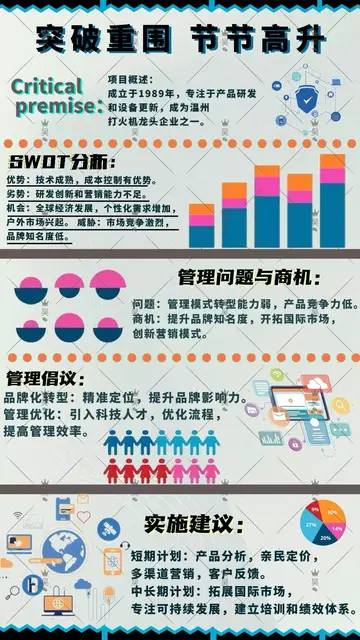 突破重围 节节高升
Critical
premise：
项目概述：
成立于1989年，专注于产品研发
和设备更新，成为温州
打火机龙头企业之一。
SWOT分布：
优势：技术成熟，成本控制有优势。
劣势：研发创新和营销能力不足。
机会：全球经济发展，个性化需求增加，
户外市场兴起。 威胁：市场竞争激烈，
品牌知名度低。
管理问题与商机：
问题：管理模式转型能力弱，产品竞争力低。
商机：提升品牌知名度，开拓国际市场，
创新营销模式。
管理倡议：
品牌化转型：精准定位，提升品牌影响力。
管理优化：引入科技人才，优化流程，
提高管理效率。
实施建议：
短期计划：产品分析，亲民定价，
多渠道营销，客户反馈。
中长期计划：拓展国际市场，
专注可持续发展，建立培训和绩效体系。
14%
20%
27%